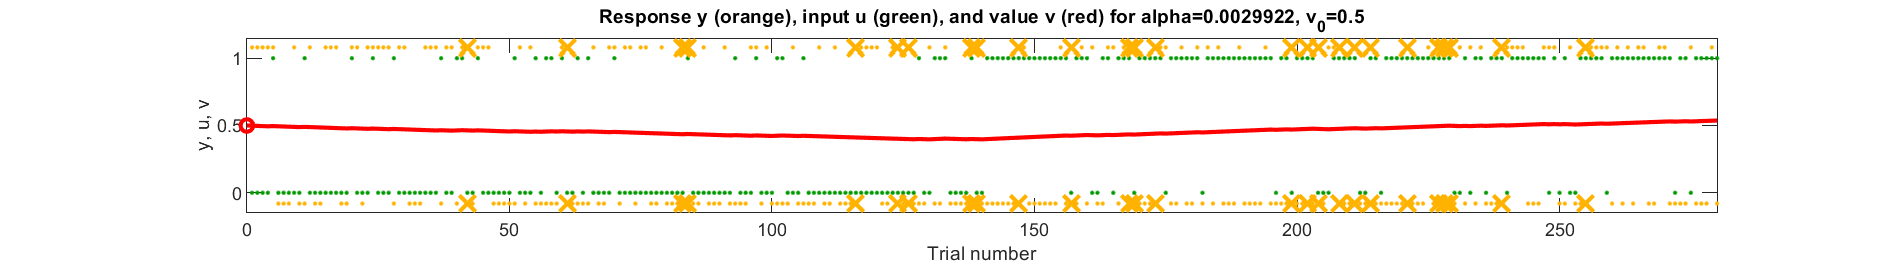 Response y (orange), input u (green), and value v (red) for alpha=0.0029922, v0=0.5
y, u, v
1
0.5
0
0 50 100 150 200 250
Trial number